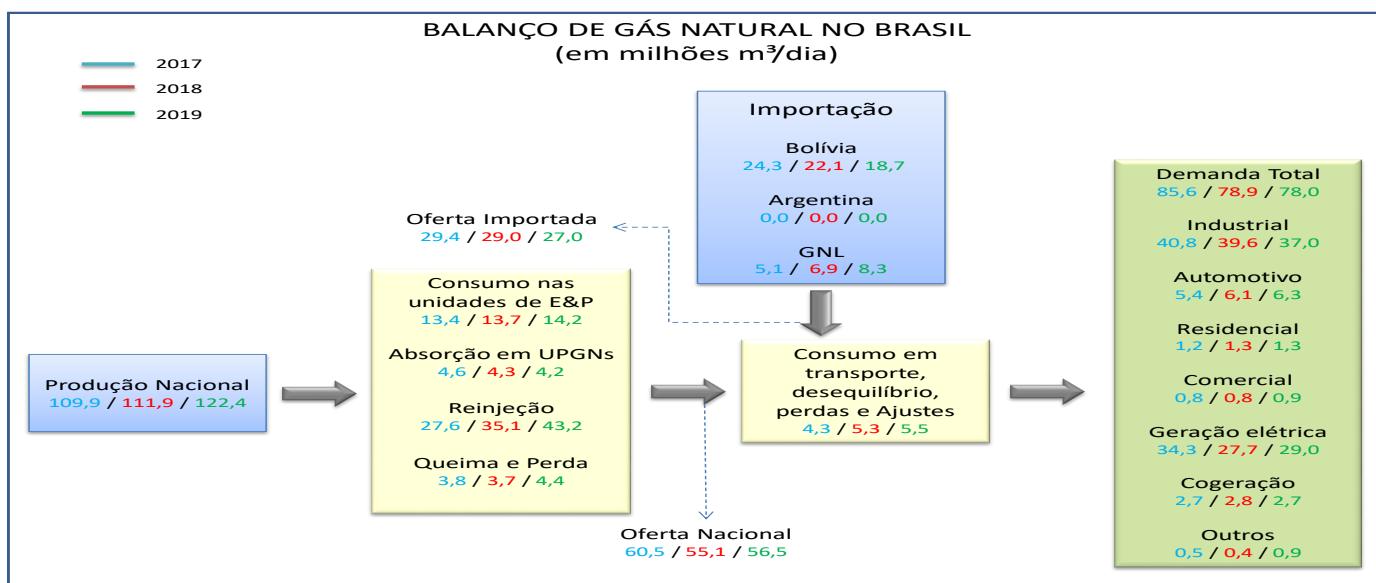 BALANÇO DE GÁS NATURAL NO BRASIL
(em milhões m³/dia)
2017
2018
2019
Importação
Bolívia
24,3 / 22,1 / 18,7
Argentina
0,0 / 0,0 / 0,0
GNL
5,1 / 6,9 / 8,3
Oferta Importada
29,4 / 29,0 / 27,0
Produção Nacional
109,9 / 111,9 / 122,4
Consumo nas
unidades de E&P
13,4 / 13,7 / 14,2
Absorção em UPGNs
4,6 / 4,3 / 4,2
Reinjeção
27,6 / 35,1 / 43,2
Queima e Perda
3,8 / 3,7 / 4,4
Oferta Nacional
60,5 / 55,1 / 56,5
Consumo em
transporte,
desequilíbrio,
perdas e Ajustes
4,3 / 5,3 / 5,5
Demanda Total
85,6 / 78,9 / 78,0
Industrial
40,8 / 39,6 / 37,0
Automotivo
5,4 / 6,1 / 6,3
Residencial
1,2 / 1,3 / 1,3
Comercial
0,8 / 0,8 / 0,9
Geração elétrica
34,3 / 27,7 / 29,0
Cogeração
2,7 / 2,8 / 2,7
Outros
0,5 / 0,4 / 0,9